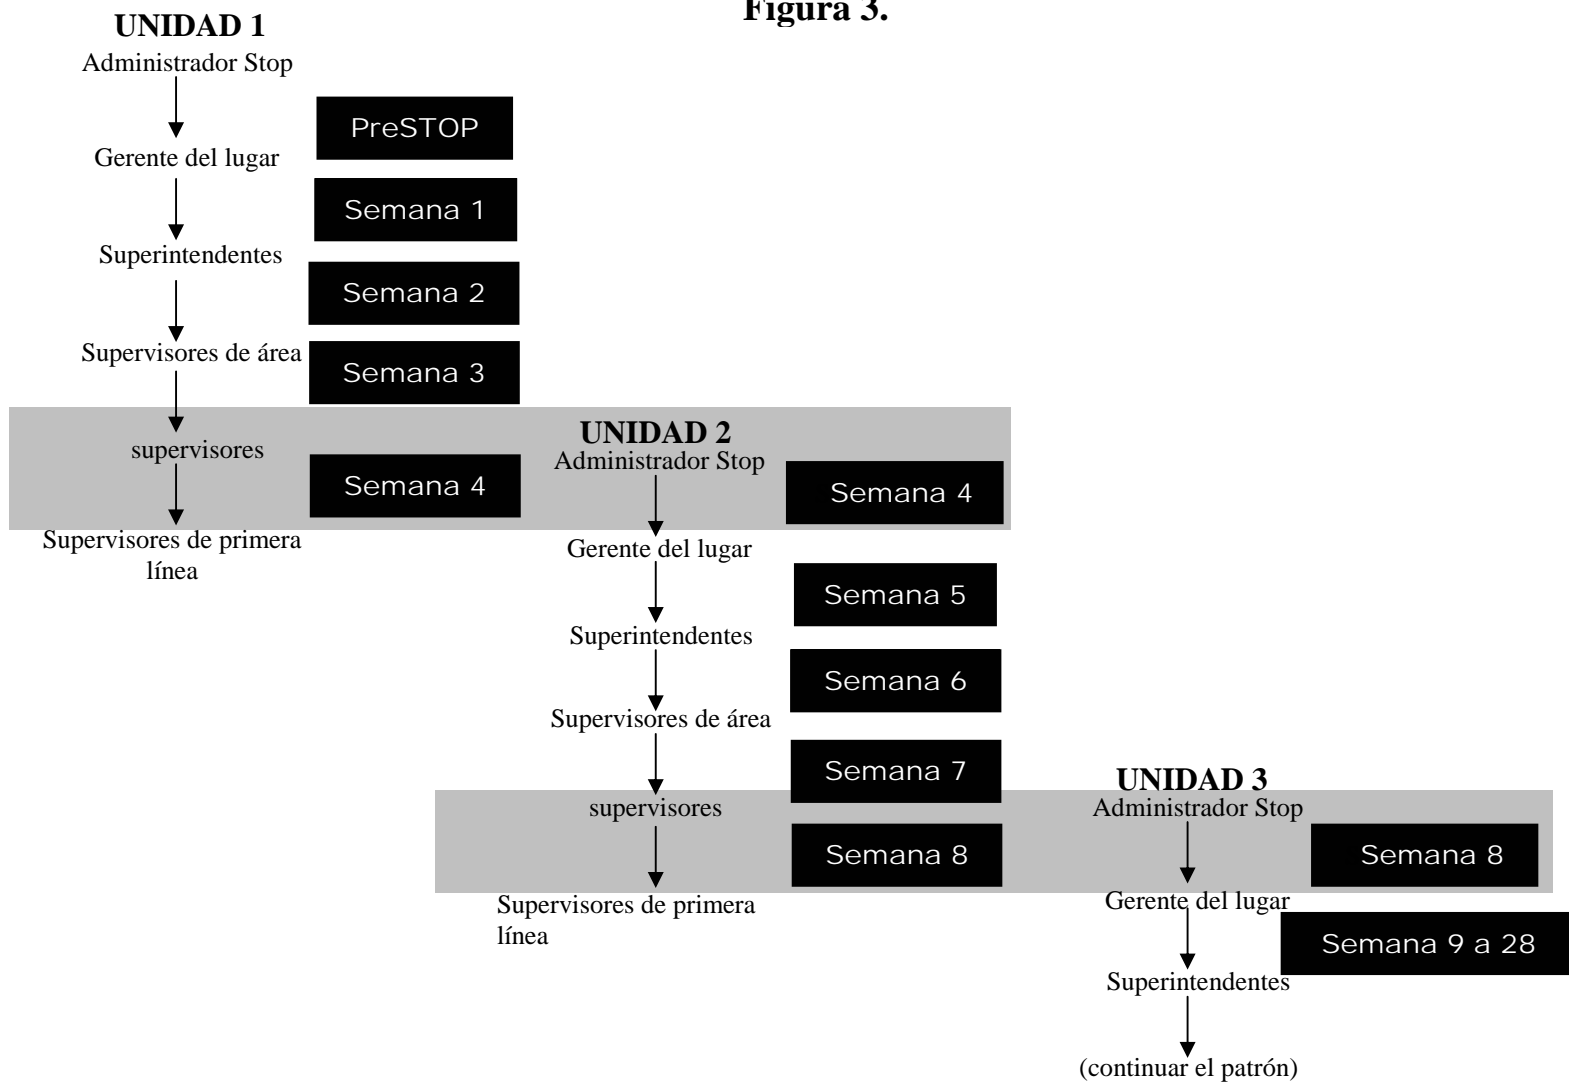 Figura 3.
UNIDAD 1
Administrador Stop
PreSTOP
Gerente del lugar
Semana 1
Superintendentes
Semana 2
Supervisores de área
Semana 3
supervisores
Semana 4
Supervisores de primera
línea
UNIDAD 2
Administrador Stop
Semana 4
Gerente del lugar
Semana 5
Superintendentes
Semana 6
Supervisores de área
Semana 7
supervisores
Semana 8
Supervisores de primera
línea
UNIDAD 3
Administrador Stop
Semana 8
Gerente del lugar
Semana 9 a 28
Superintendentes
(continuar el patrón)